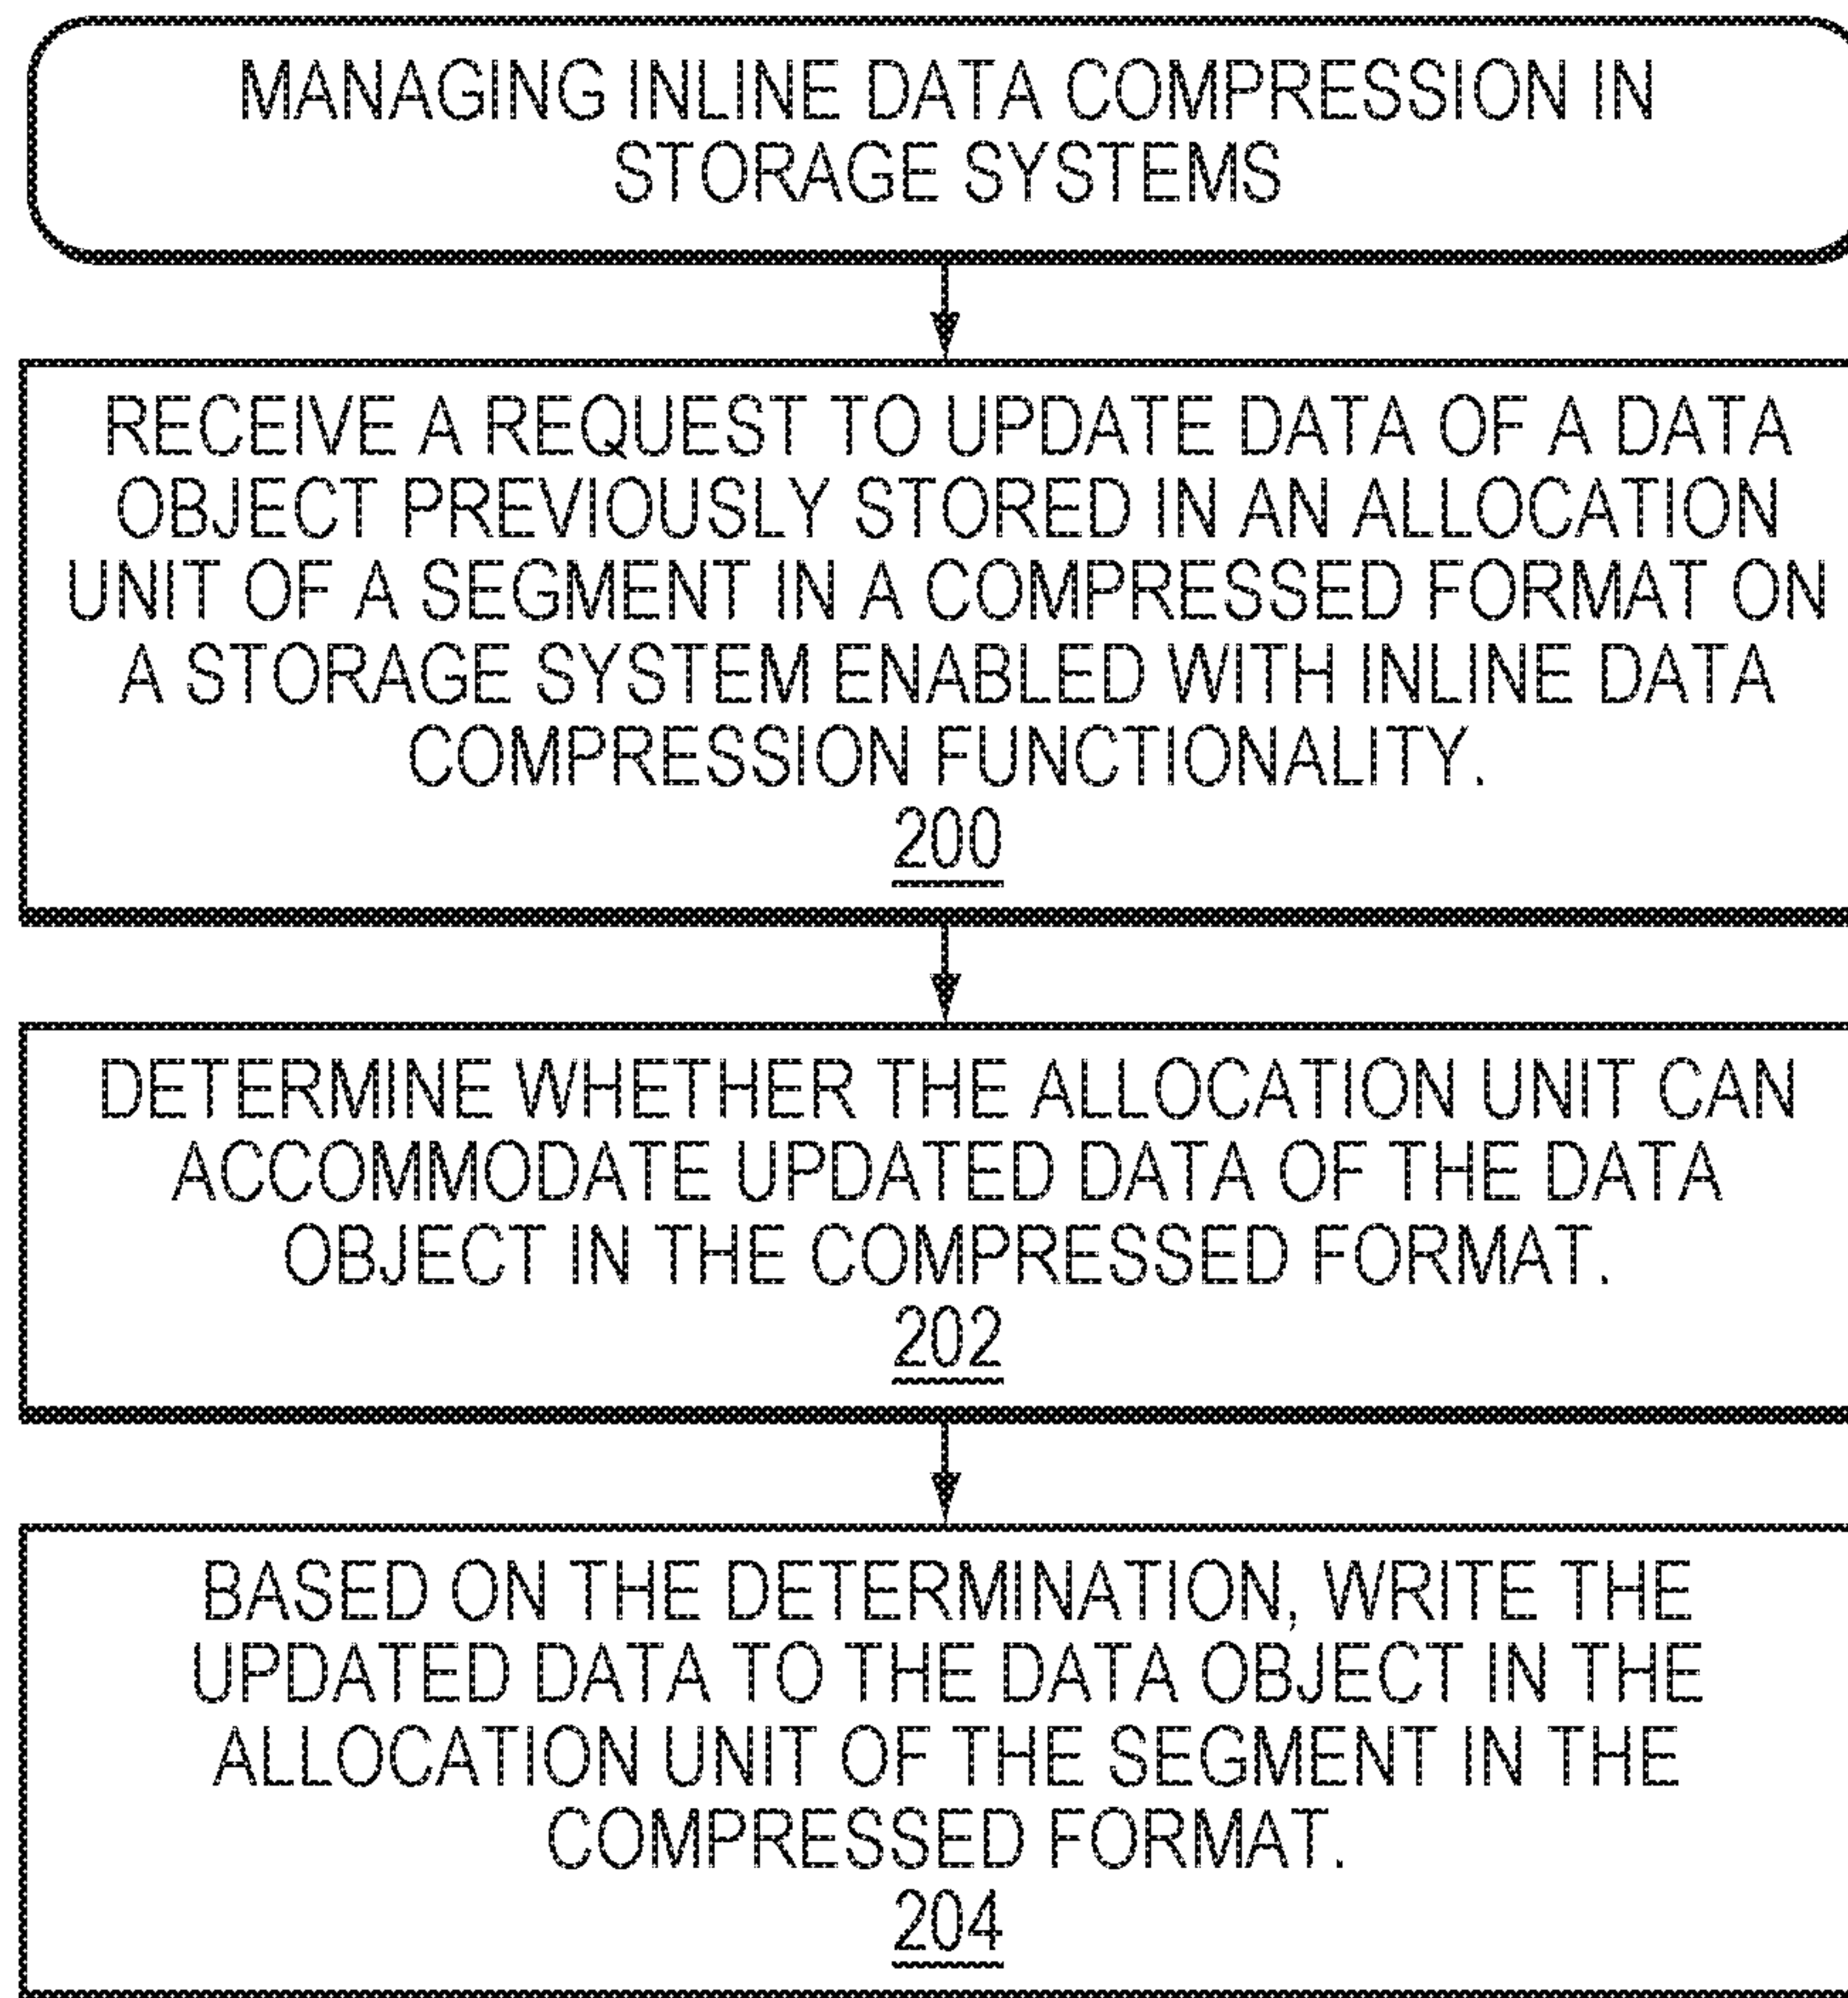 MANAGING INLINE DATA COMPRESSION IN
STORAGE SYSTEMS
RECEIVE A REQUEST TO UPDATE DATA OF A DATA
OBJECT PREVIOUSLY STORED IN AN ALLOCATION
UNIT OF A SEGMENT IN A COMPRESSED FORMAT ON
A STORAGE SYSTEM ENABLED WITH INLINE DATA
COMPRESSION FUNCTIONALITY.
200
DETERMINE WHETHER THE ALLOCATION UNIT CAN
ACCOMMODATE UPDATED DATA OF THE DATA
OBJECT IN THE COMPRESSED FORMAT.
202
BASED ON THE DETERMINATION, WRITE THE
UPDATED DATA TO THE DATA OBJECT IN THE
ALLOCATION UNIT OF THE SEGMENT IN THE
COMPRESSED FORMAT.
204